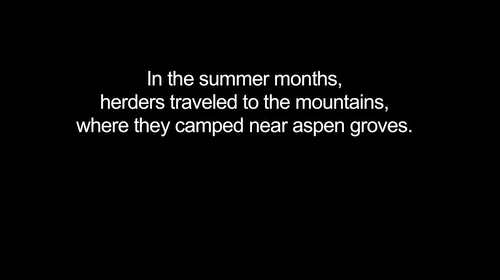 In the summer months,
herders traveled to the mountains,
where they camped near aspen groves.